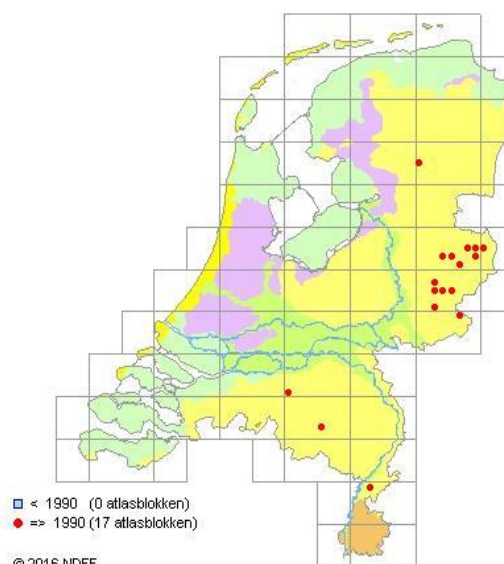 < 1990 (0 atlasblokken)
=> 1990 (17 atlasblokken)
© 2016 NDFF